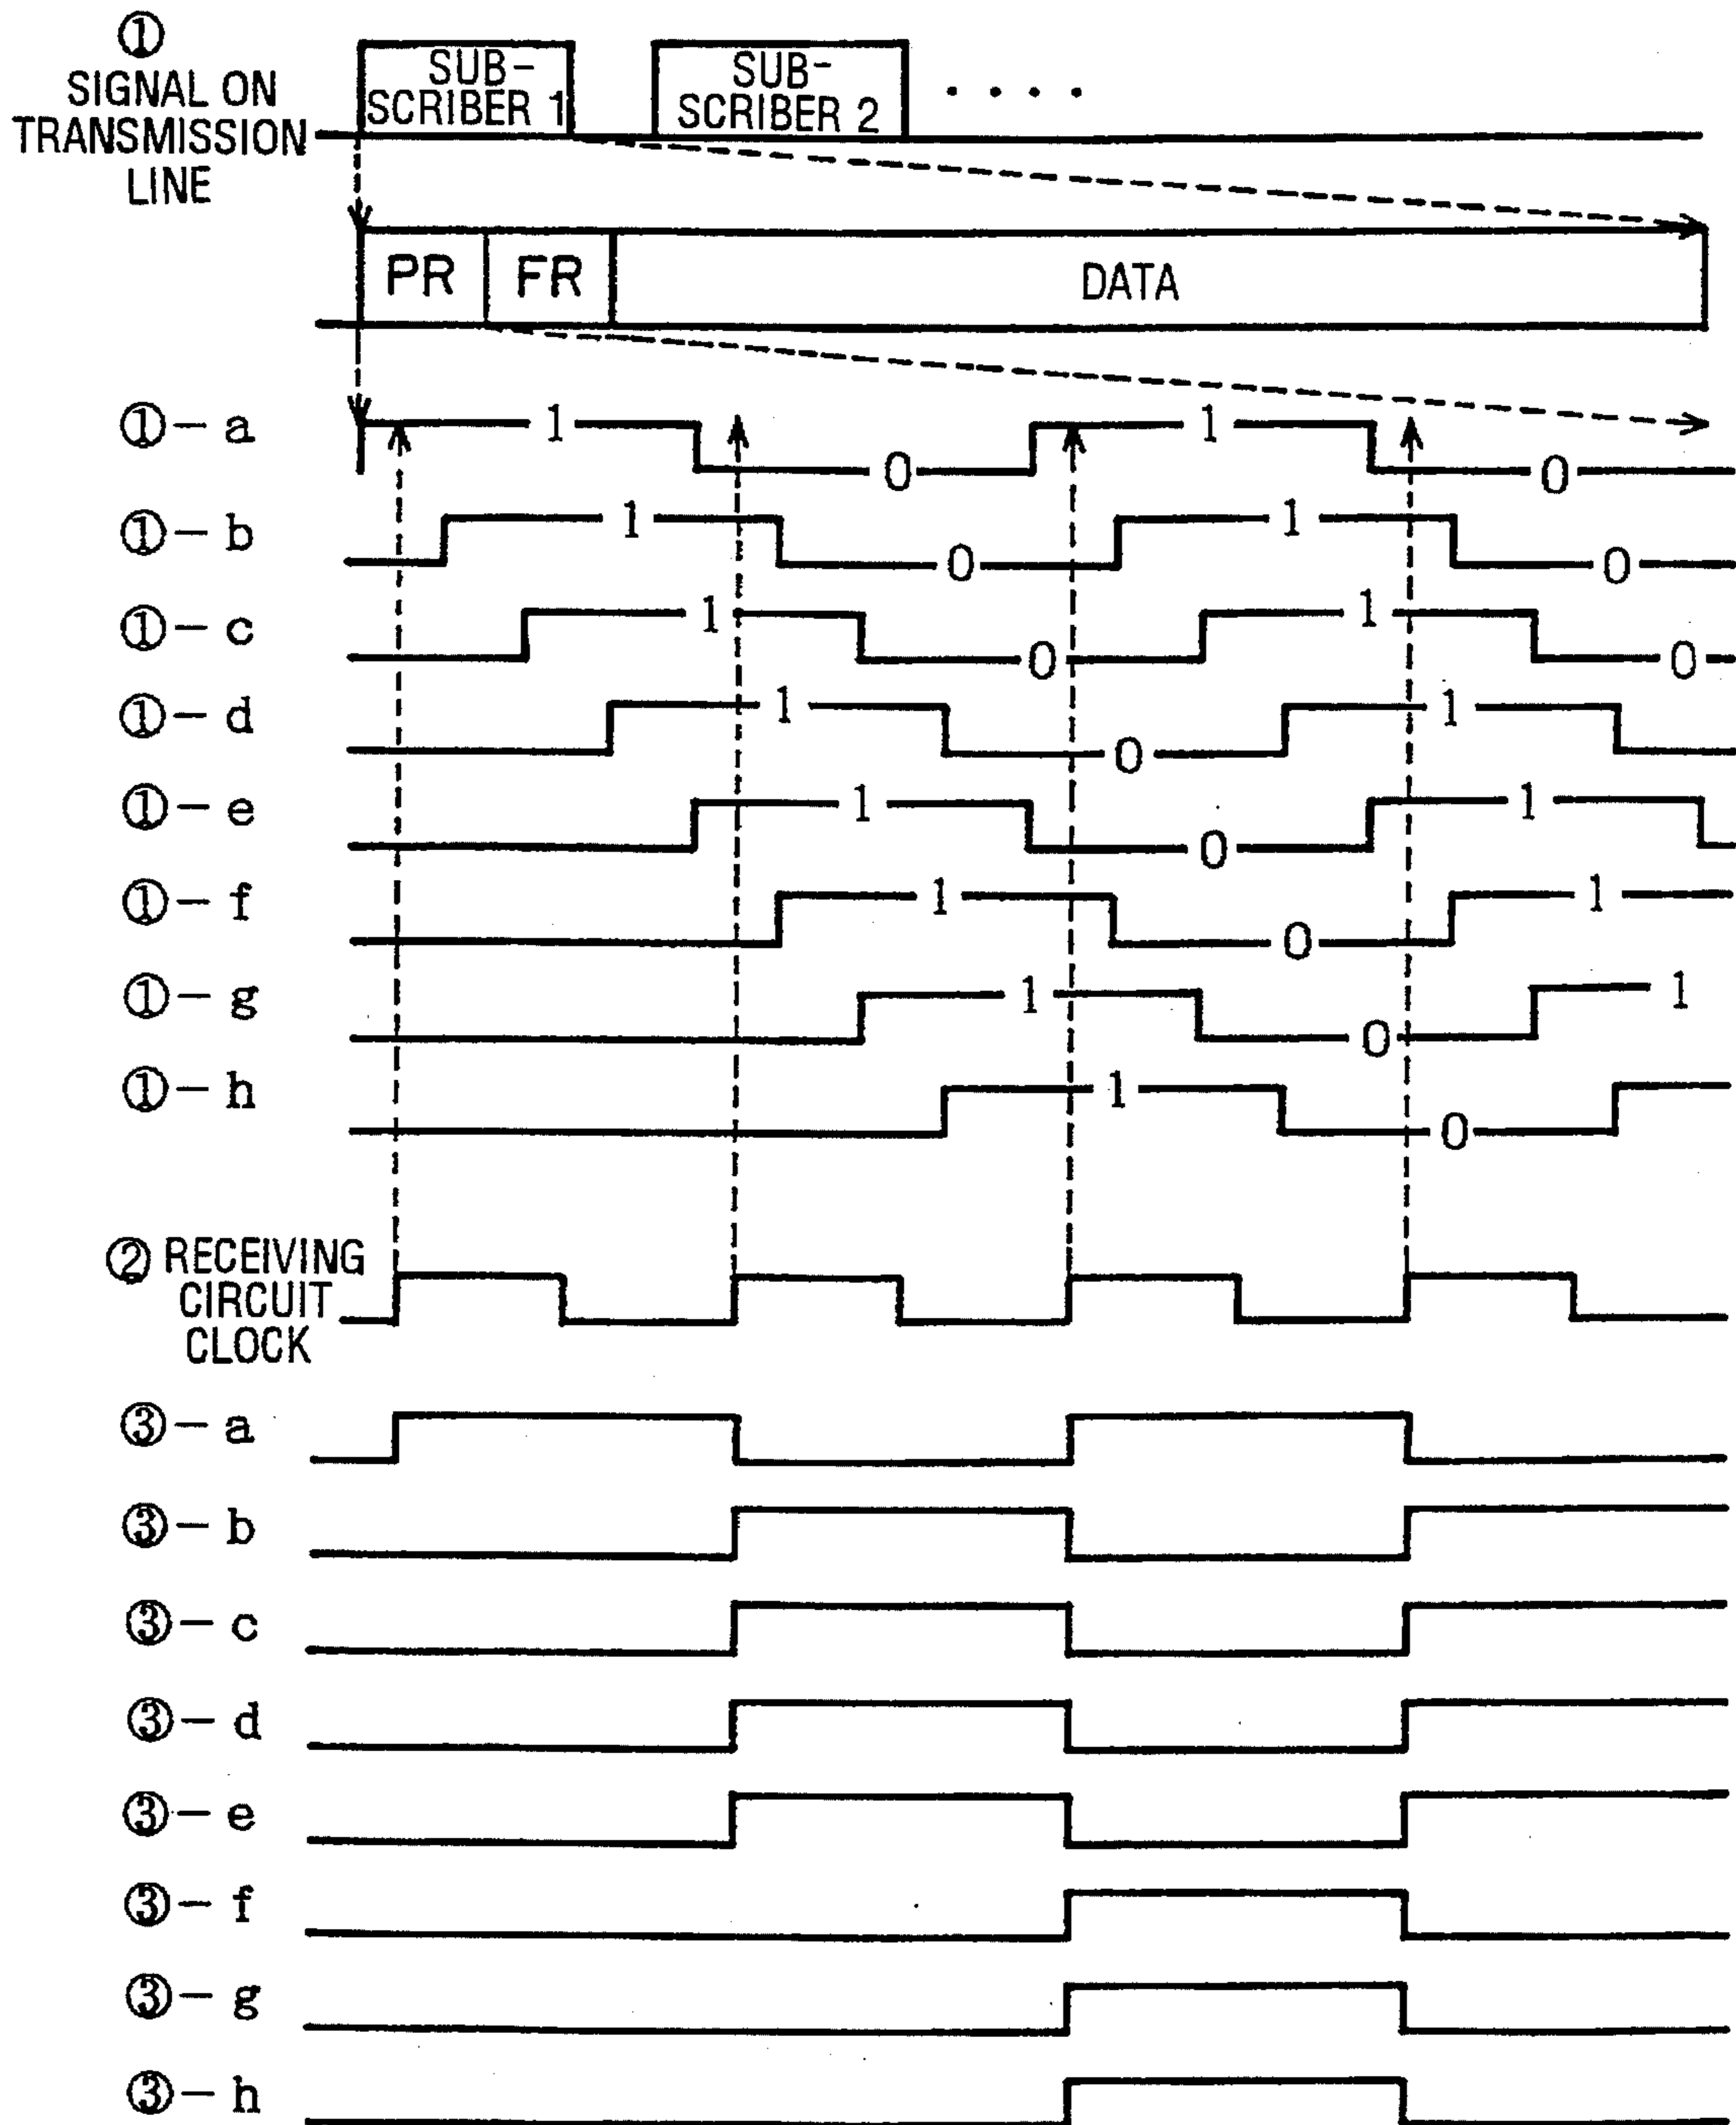 ①
SIGNAL ON
TRANSMISSION
LINE
SUB-
SCRIBER 1
SUB-
SCRIBER 2
. . . .
PR
FR
DATA
①-a 1 0 1 0
①-b 1 0 1 0
①-c 1 0 1 0
①-d 1 0 1
①-e 1 0 1
①-f 1 0 1
①-g 1 0 1
①-h 1 0
② RECEIVING
CIRCUIT
CLOCK
③-a
③-b
③-c
③-d
③-e
③-f
③-g
③-h